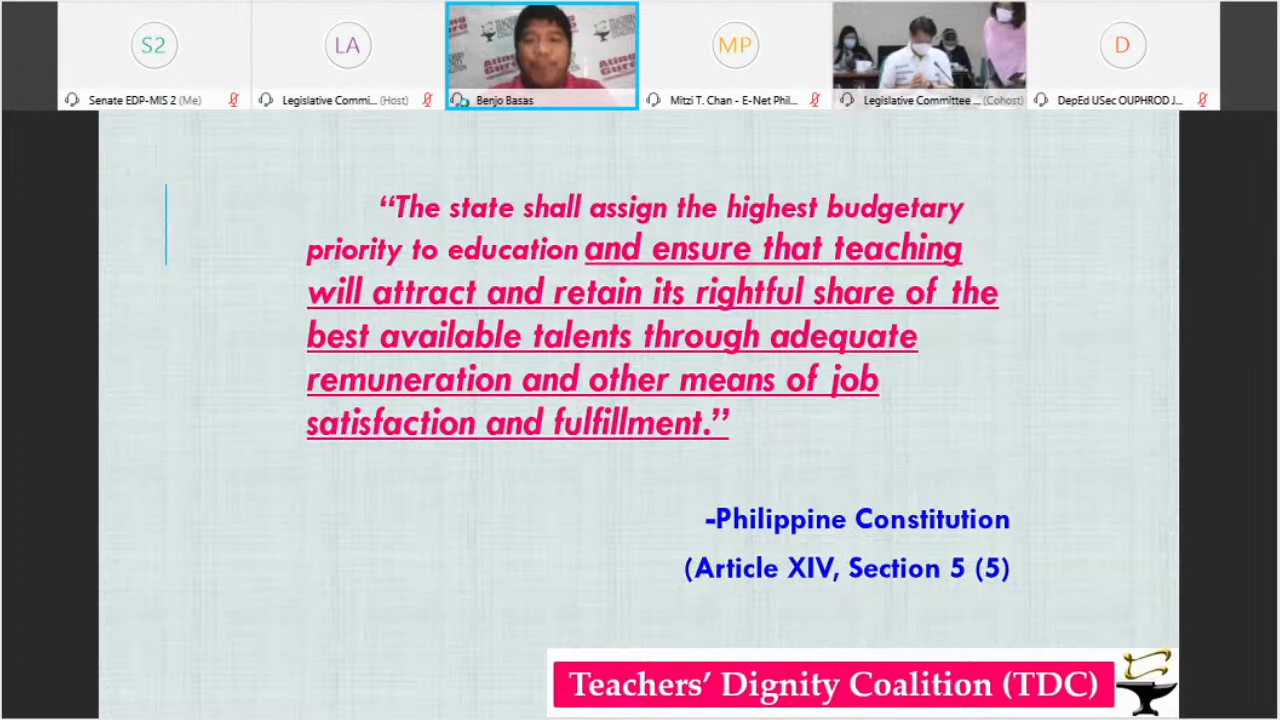 S2
LA
MP
D
Senate EDP-MIS 2 (Me)
Legislative Commi... (Host)
Benjo Basas
Mitzi T. Chan - E-Net Phil...
Legislative Committee ... (Cohost)
DepEd USec OUPHROD J...
“The state shall assign the highest budgetary
priority to education and ensure that teaching
will attract and retain its rightful share of the
best available talents through adequate
remuneration and other means of job
satisfaction and fulfillment.”
-Philippine Constitution
(Article XIV, Section 5 (5)
Teachers’ Dignity Coalition (TDC)